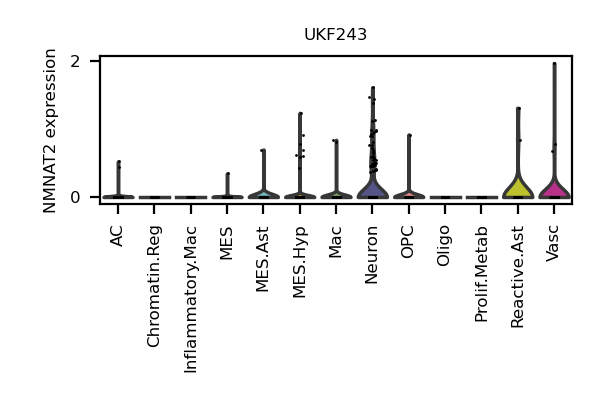 UKF243
NMNAT2 expression
2
0
AC
Chromatin.Reg
Inflammatory.Mac
MES
MES.Ast
MES.Hyp
Mac
Neuron
OPC
Oligo
Prolif.Metab
Reactive.Ast
Vasc